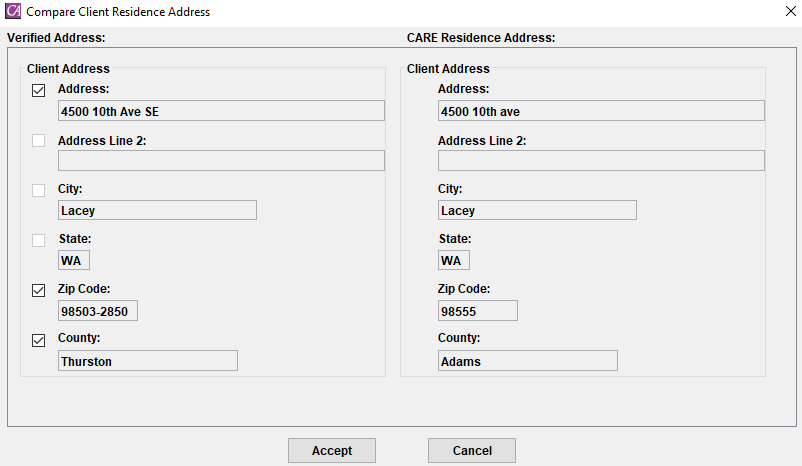 CA Compare Client Residence Address
Verified Address: CARE Residence Address:
Client Address Client Address
Address: Address:
4500 10th Ave SE 4500 10th ave
Address Line 2: Address Line 2:
City: City:
Lacey Lacey
State: State:
WA WA
Zip Code: Zip Code:
98503-2850 98555
County: County:
Thurston Adams
Accept Cancel